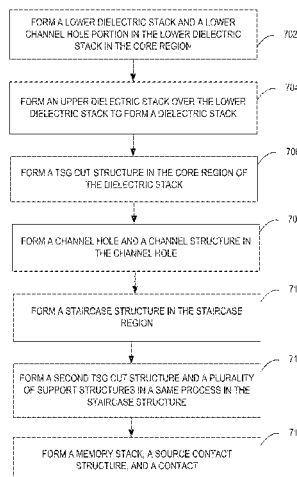 FORM A LOWER DIELECTRIC STACK AND A LOWER
CHANNEL HOLE PORTION IN THE LOWER DIELECTRIC
STACK IN THE CORE REGION
702
FORM AN UPPER DIELECTRIC STACK OVER THE LOWER
DIELECTRIC STACK TO FORM A DIELECTRIC STACK
704
FORM A TSG CUT STRUCTURE IN THE CORE REGION OF
THE DIELECTRIC STACK
706
FORM A CHANNEL HOLE AND A CHANNEL STRUCTURE IN
THE CHANNEL HOLE
70
FORM A STAIRCASE STRUCTURE IN THE STAIRCASE
REGION
71
FORM A SECOND TSG CUT STRUCTURE AND A PLURALITY
OF SUPPORT STRUCTURES IN A SAME PROCESS IN THE
STAIRCASE STRUCTURE
71
FORM A MEMORY STACK, A SOURCE CONTACT
STRUCTURE, AND A CONTACT
71